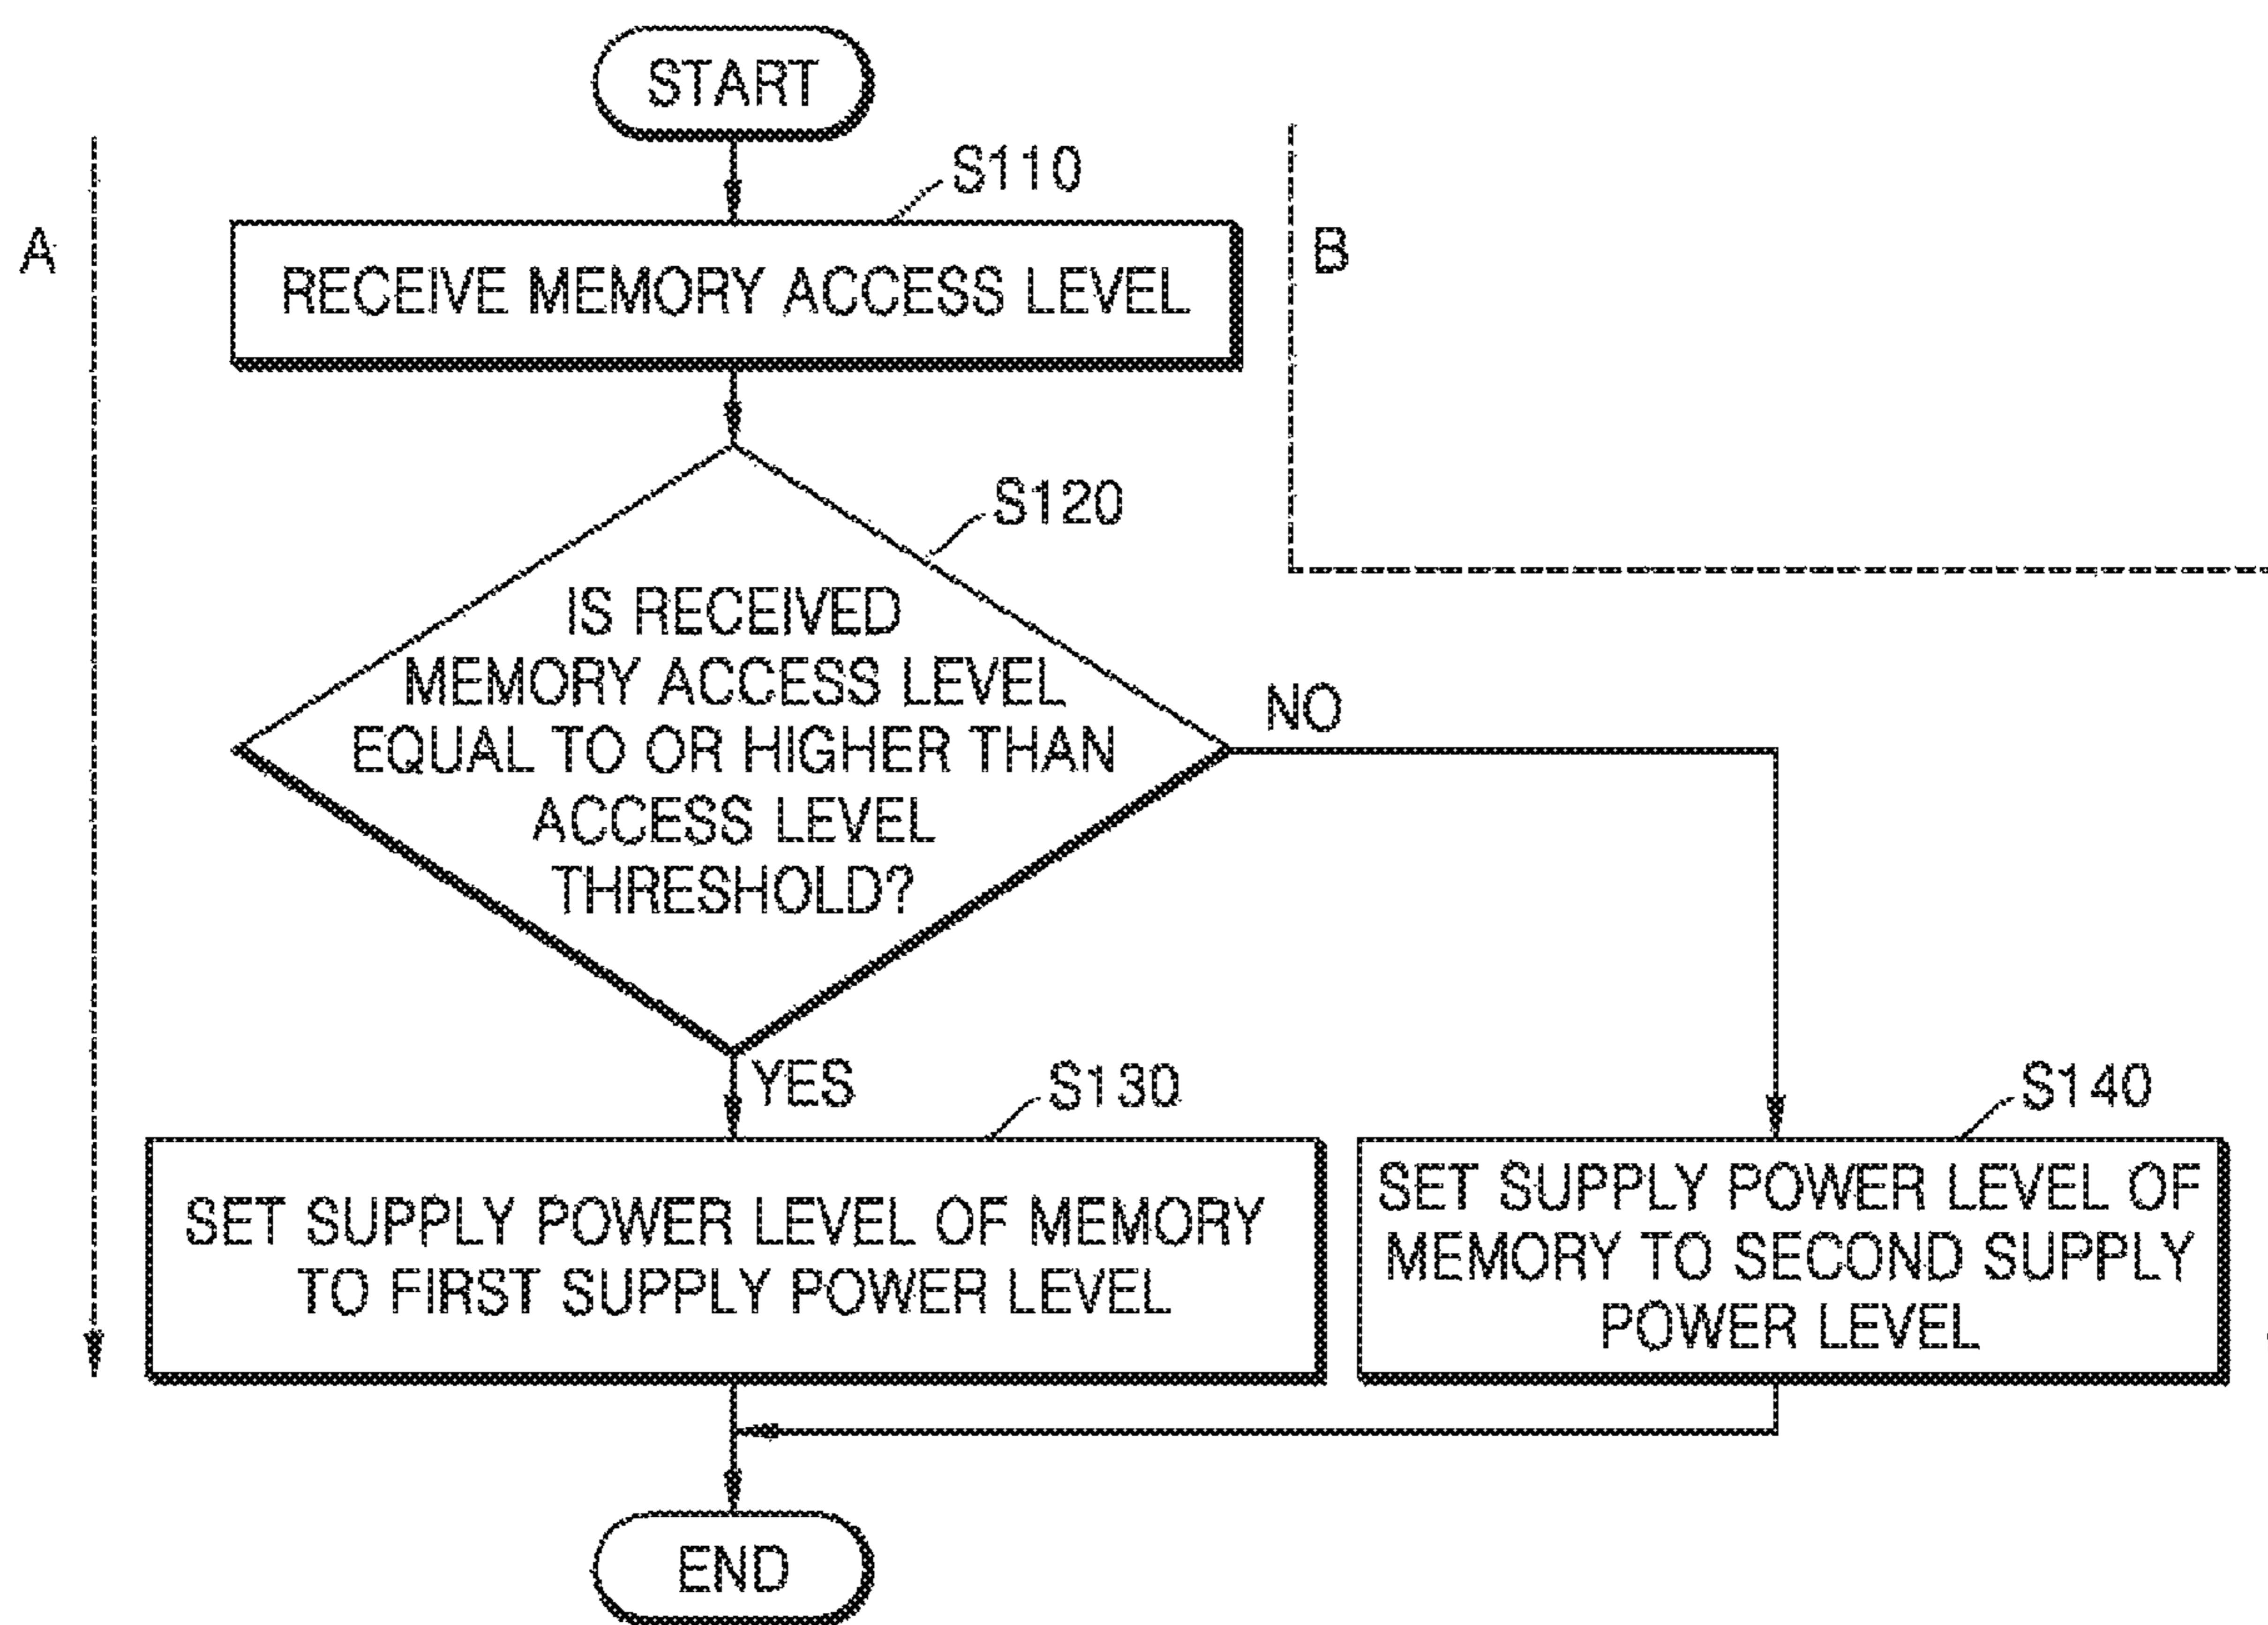 START
S110
A
B
RECEIVE MEMORY ACCESS LEVEL
S120
IS RECEIVED
MEMORY ACCESS LEVEL
EQUAL TO OR HIGHER THAN
ACCESS LEVEL
THRESHOLD?
NO
YES
S130
SET SUPPLY POWER LEVEL OF MEMORY
TO FIRST SUPPLY POWER LEVEL
S140
SET SUPPLY POWER LEVEL OF
MEMORY TO SECOND SUPPLY
POWER LEVEL
END